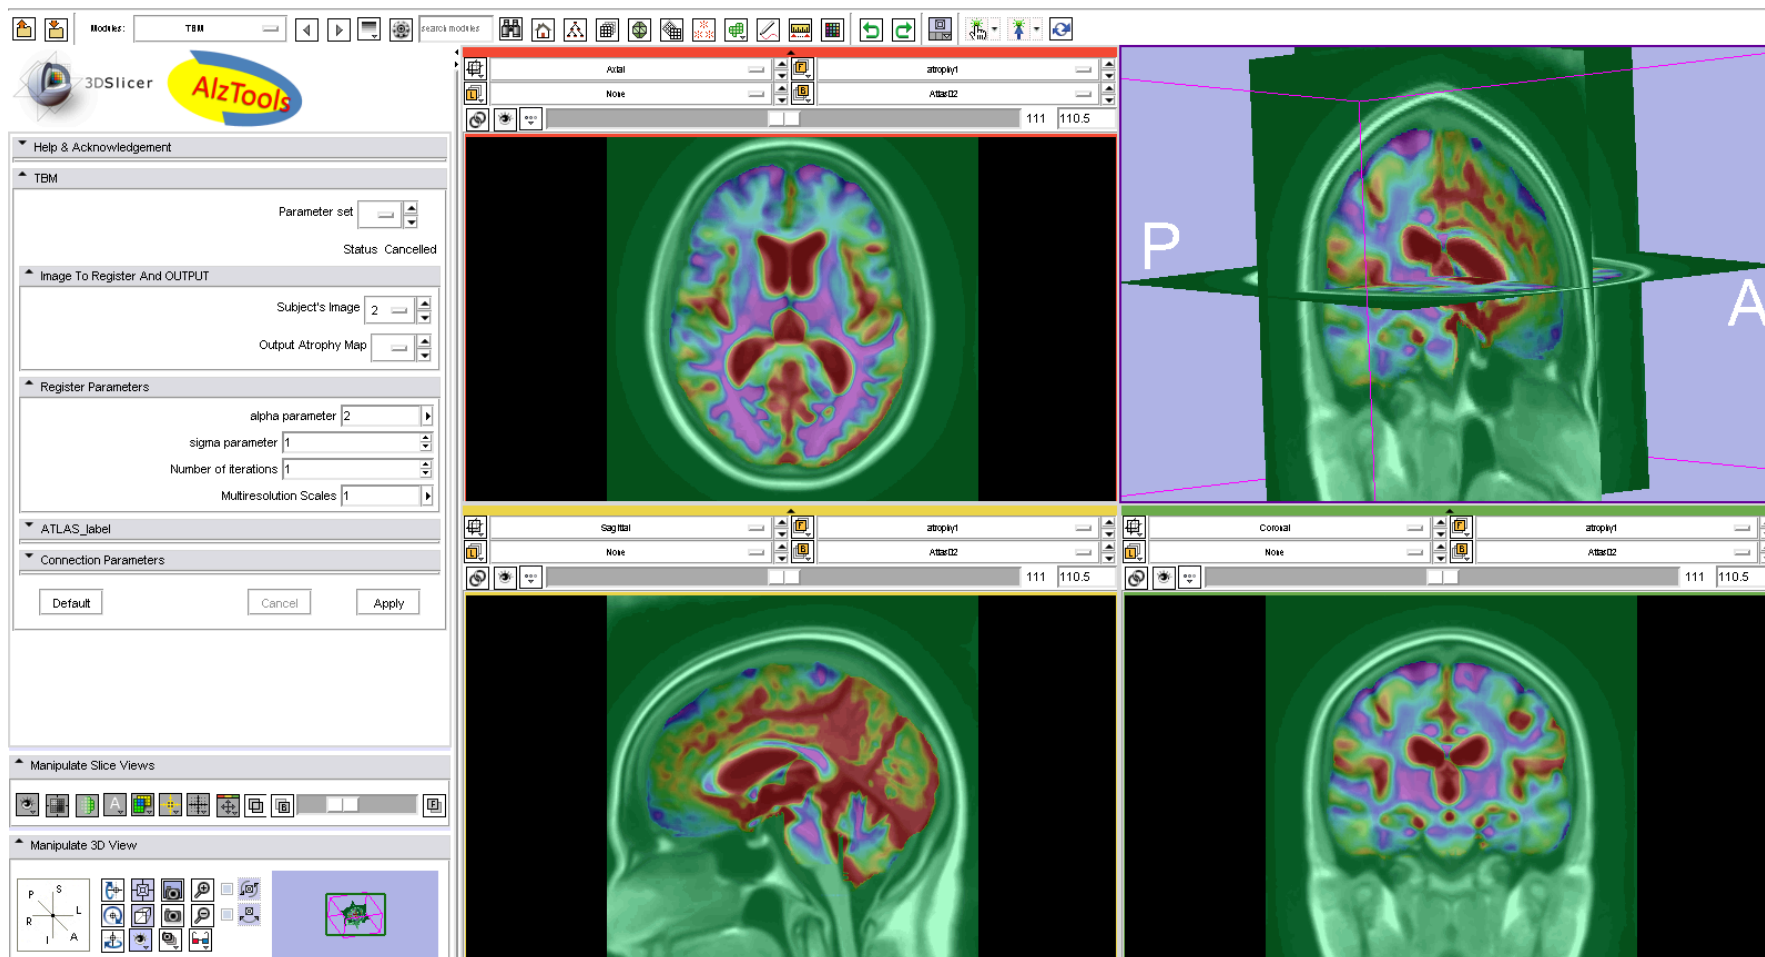 Modules: TBM search modules
3DSlicer AlzTools
Help & Acknowledgement
TBM
Parameter set
Status Cancelled
Image To Register And OUTPUT
Subject's Image 2
Output Atrophy Map
Register Parameters
alpha parameter 2
sigma parameter 1
Number of iterations 1
Multiresolution Scales 1
ATLAS_label
Connection Parameters
Default Cancel Apply
Manipulate Slice Views
A
B F
Manipulate 3D View
P S
R L
I A
Axial F atrophy1
L None B Atlas02
111 110.5
P
A
Sagittal F atrophy1
L None B Atlas02
111 110.5
Coronal F atrophy1
L None B Atlas02
111 110.5